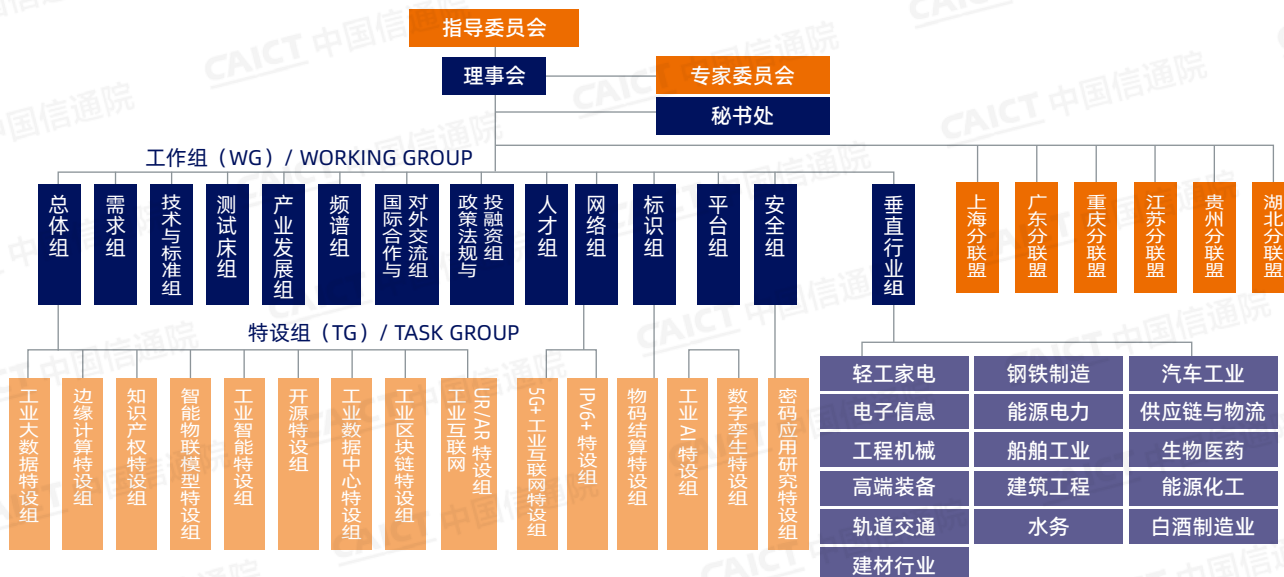 指导委员会
理事会
专家委员会
秘书处
工作组（WG）/ WORKING GROUP
总体组
需求组
技术与标准组
测试床组
产业发展组
频谱组
国际合作与
对外交流组
政策法规与
投融资组
人才组
网络组
标识组
平台组
安全组
垂直行业组
上海分联盟
广东分联盟
重庆分联盟
江苏分联盟
贵州分联盟
湖北分联盟
特设组（TG）/ TASK GROUP
工业大数据特设组
边缘计算特设组
知识产权特设组
智能物联模型特设组
工业智能特设组
开源特设组
工业数据中心特设组
工业区块链特设组
工业互联网
UR/AR 特设组
5G+工业互联网特设组
IPv6+ 特设组
物码结算特设组
工业AI 特设组
数字孪生特设组
密码应用研究特设组
轻工家电
钢铁制造
汽车工业
电子信息
能源电力
供应链与物流
工程机械
船舶工业
生物医药
高端装备
建筑工程
能源化工
轨道交通
水务
白酒制造业
建材行业
CAICT 中国信通院